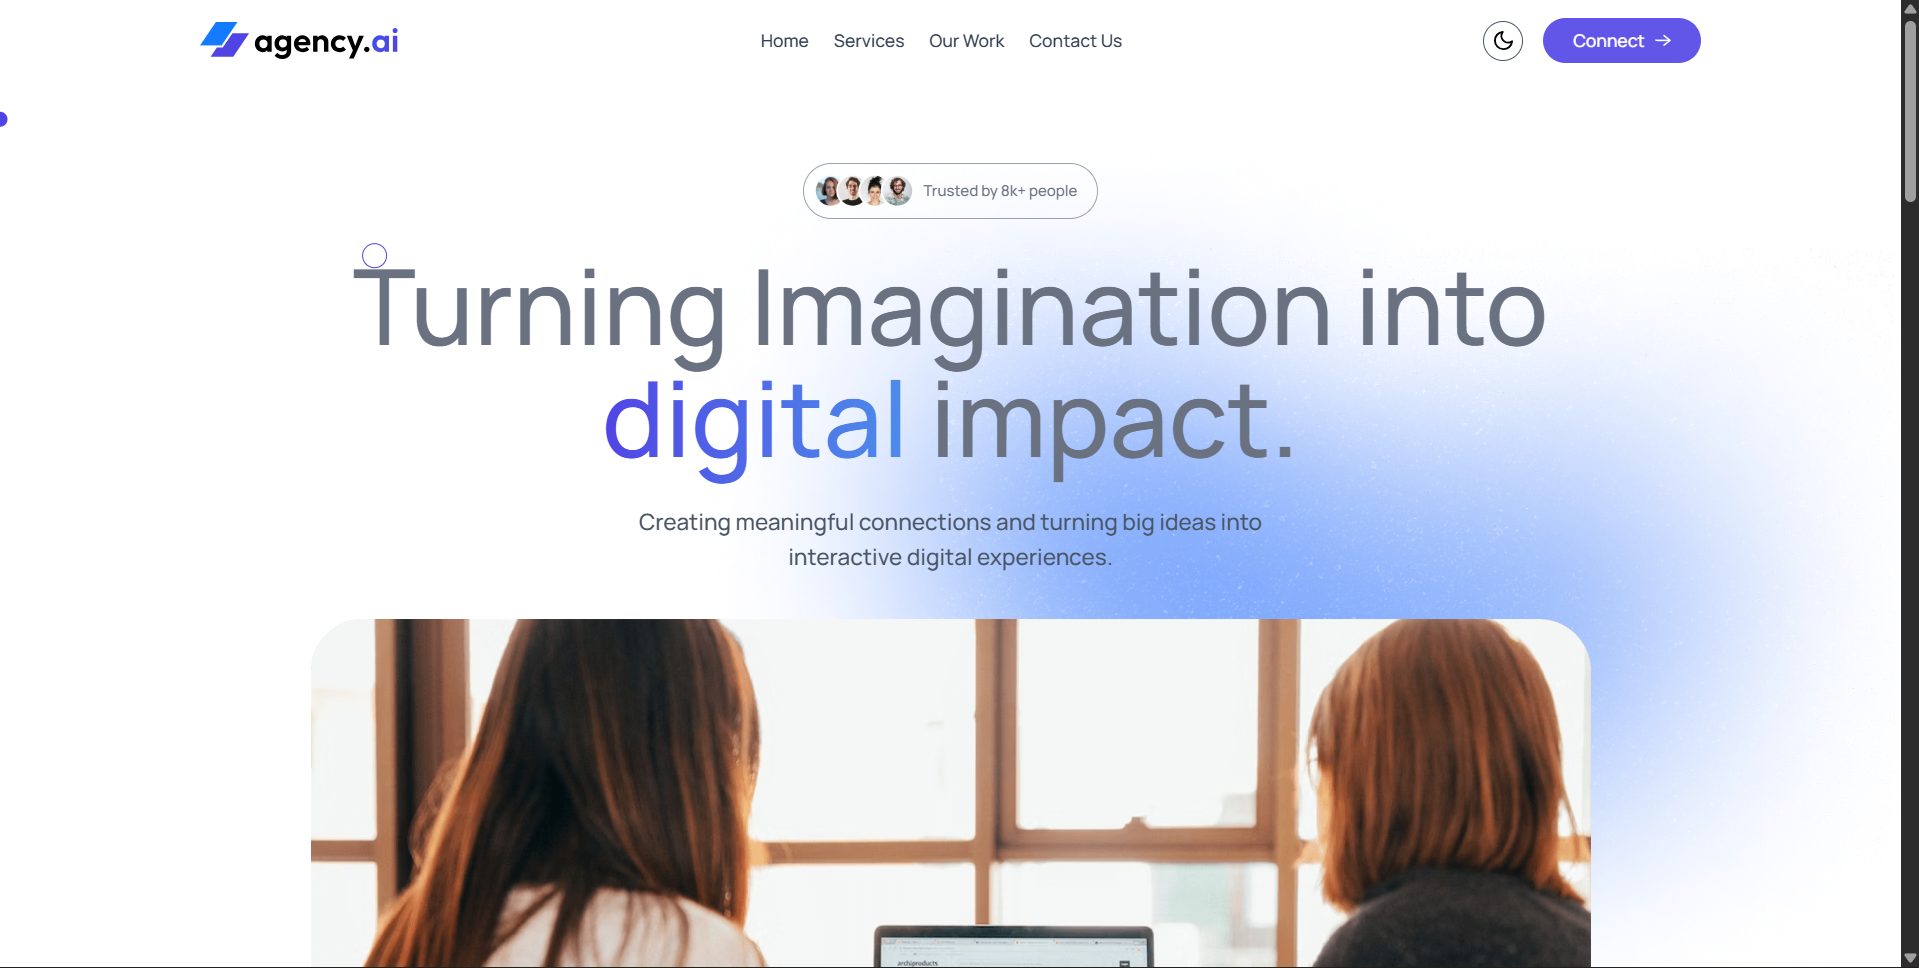 agency.ai
Home
Services
Our Work
Contact Us
Connect
Trusted by 8k+ people
Turning Imagination into
digital impact.
Creating meaningful connections and turning big ideas into
interactive digital experiences.
archiproducts